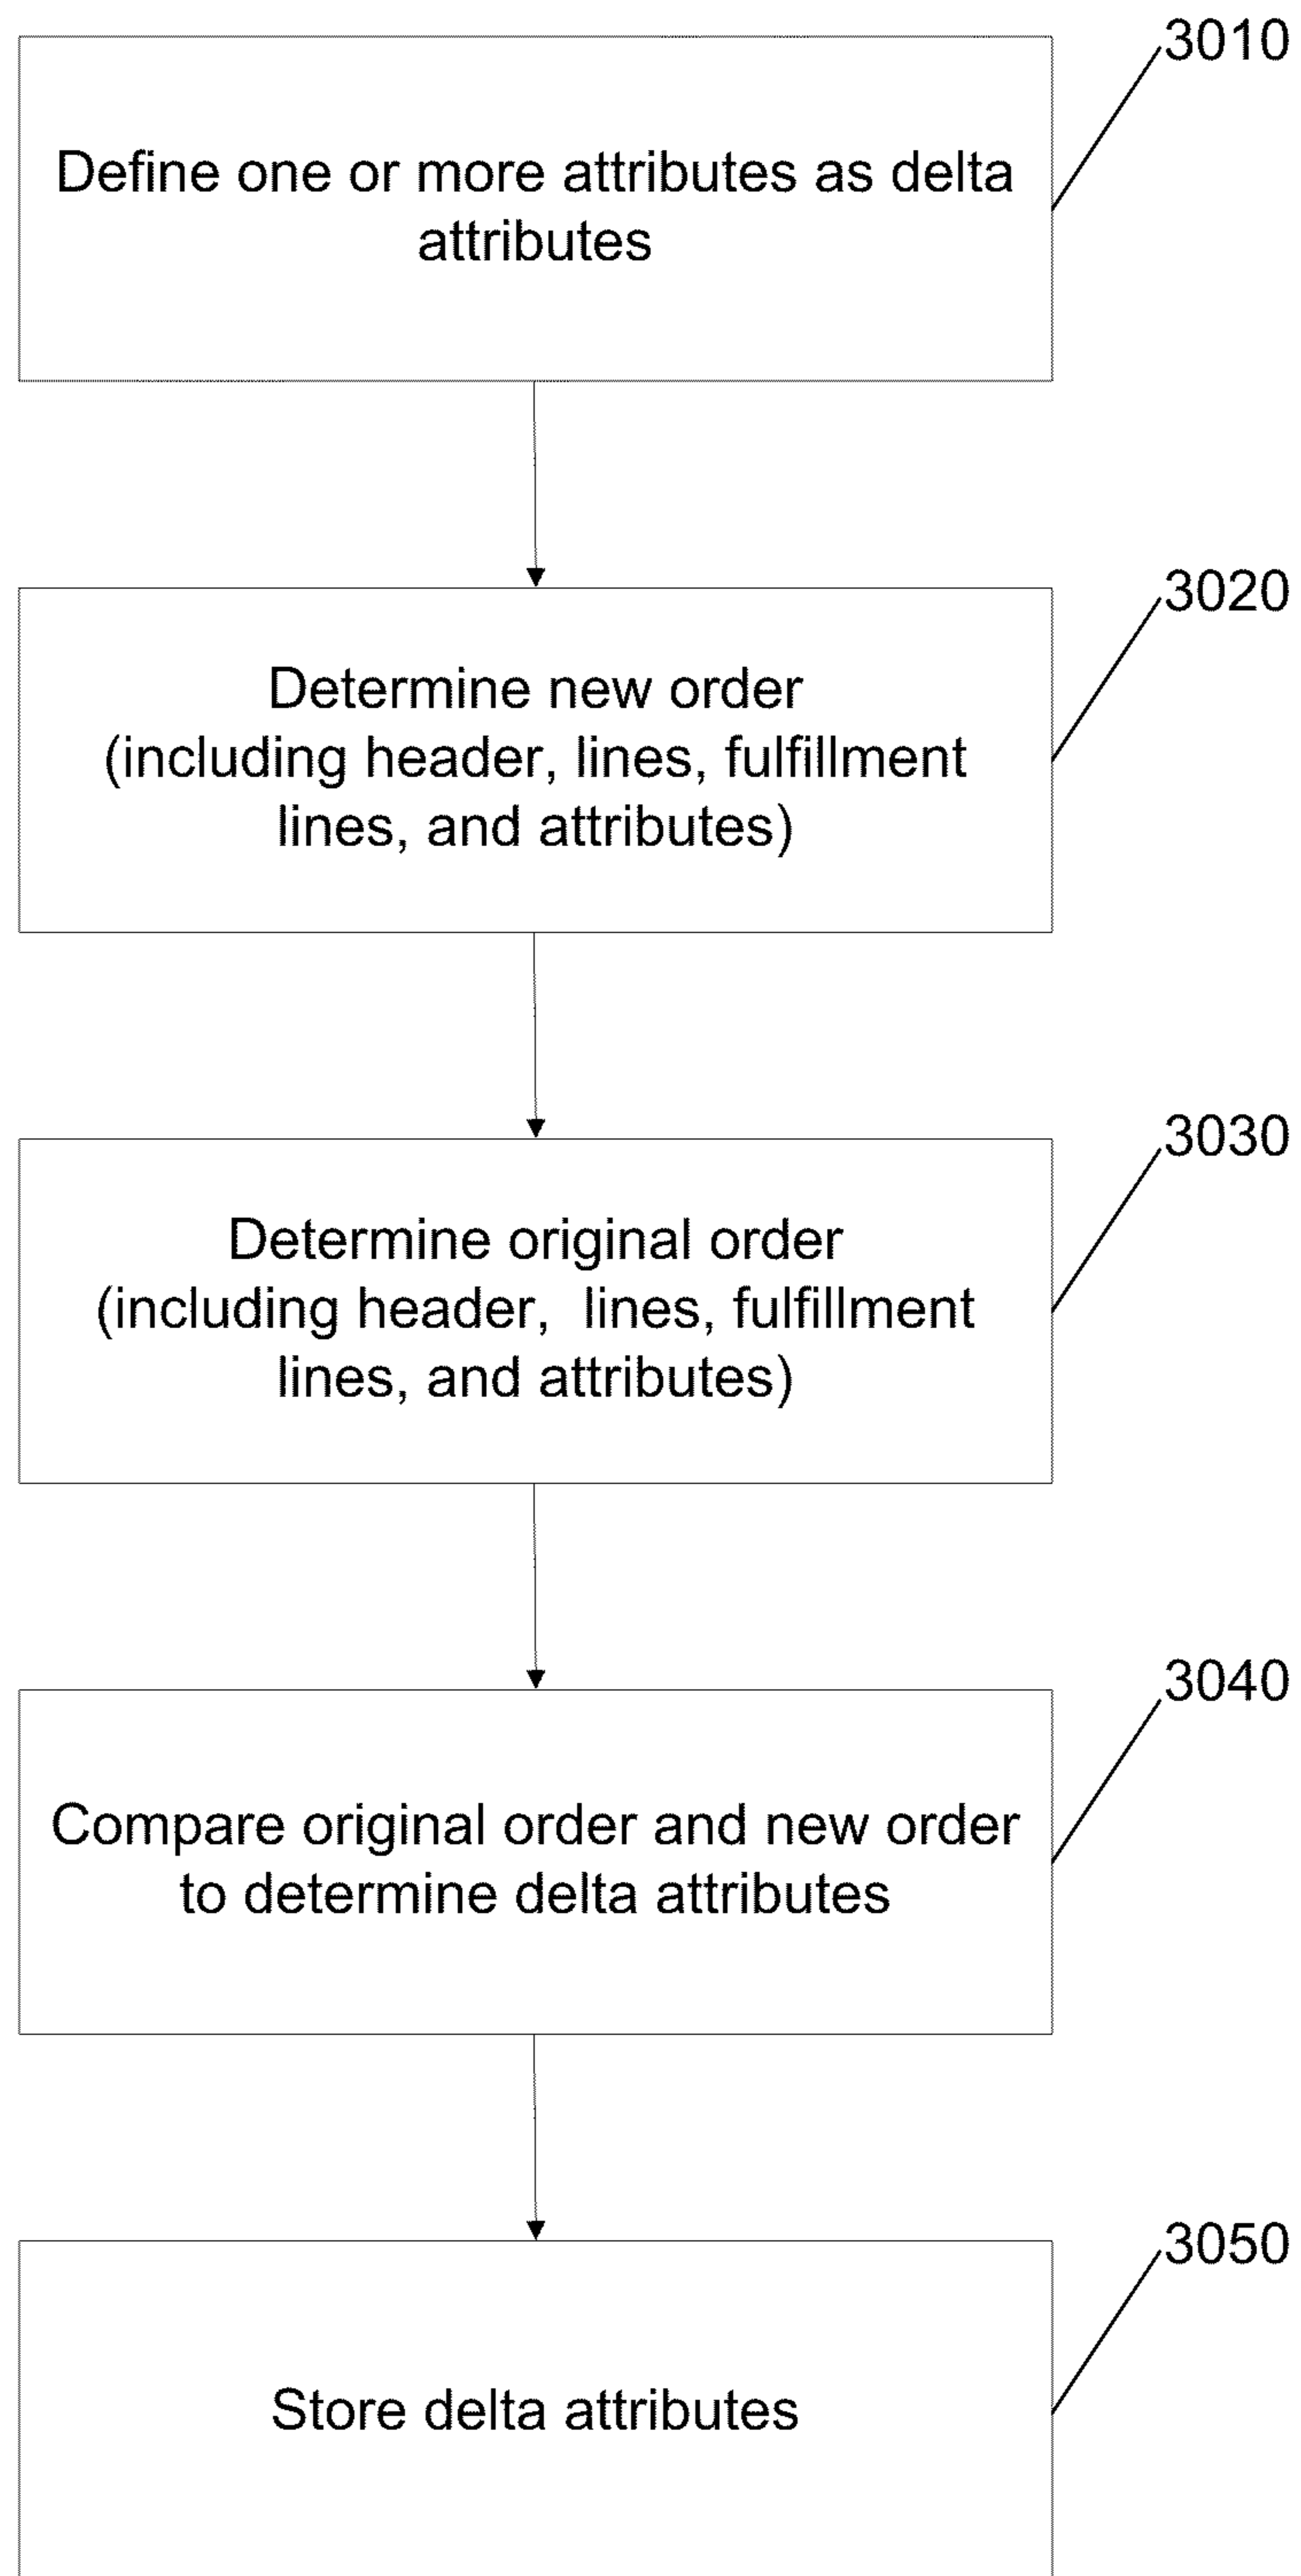 3010
Define one or more attributes as delta
attributes
3020
Determine new order
(including header, lines, fulfillment
lines, and attributes)
3030
Determine original order
(including header,  lines, fulfillment
lines, and attributes)
3040
Compare original order and new order
to determine delta attributes
3050
Store delta attributes